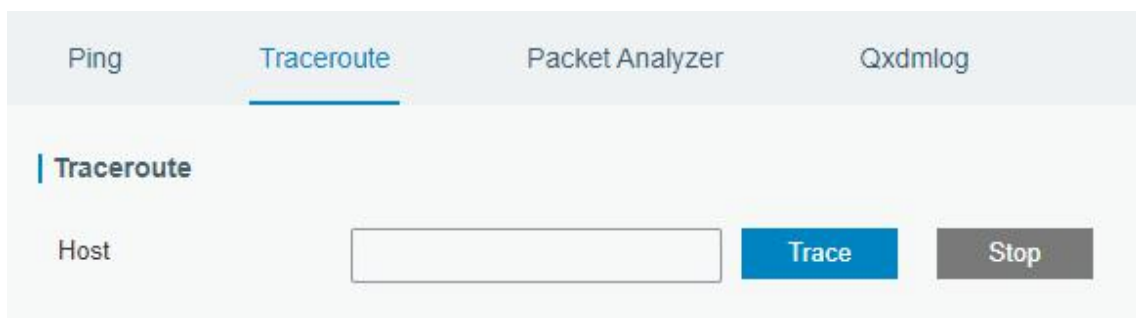 Ping Traceroute Packet Analyzer Qxdmlog
Traceroute
Host Trace Stop